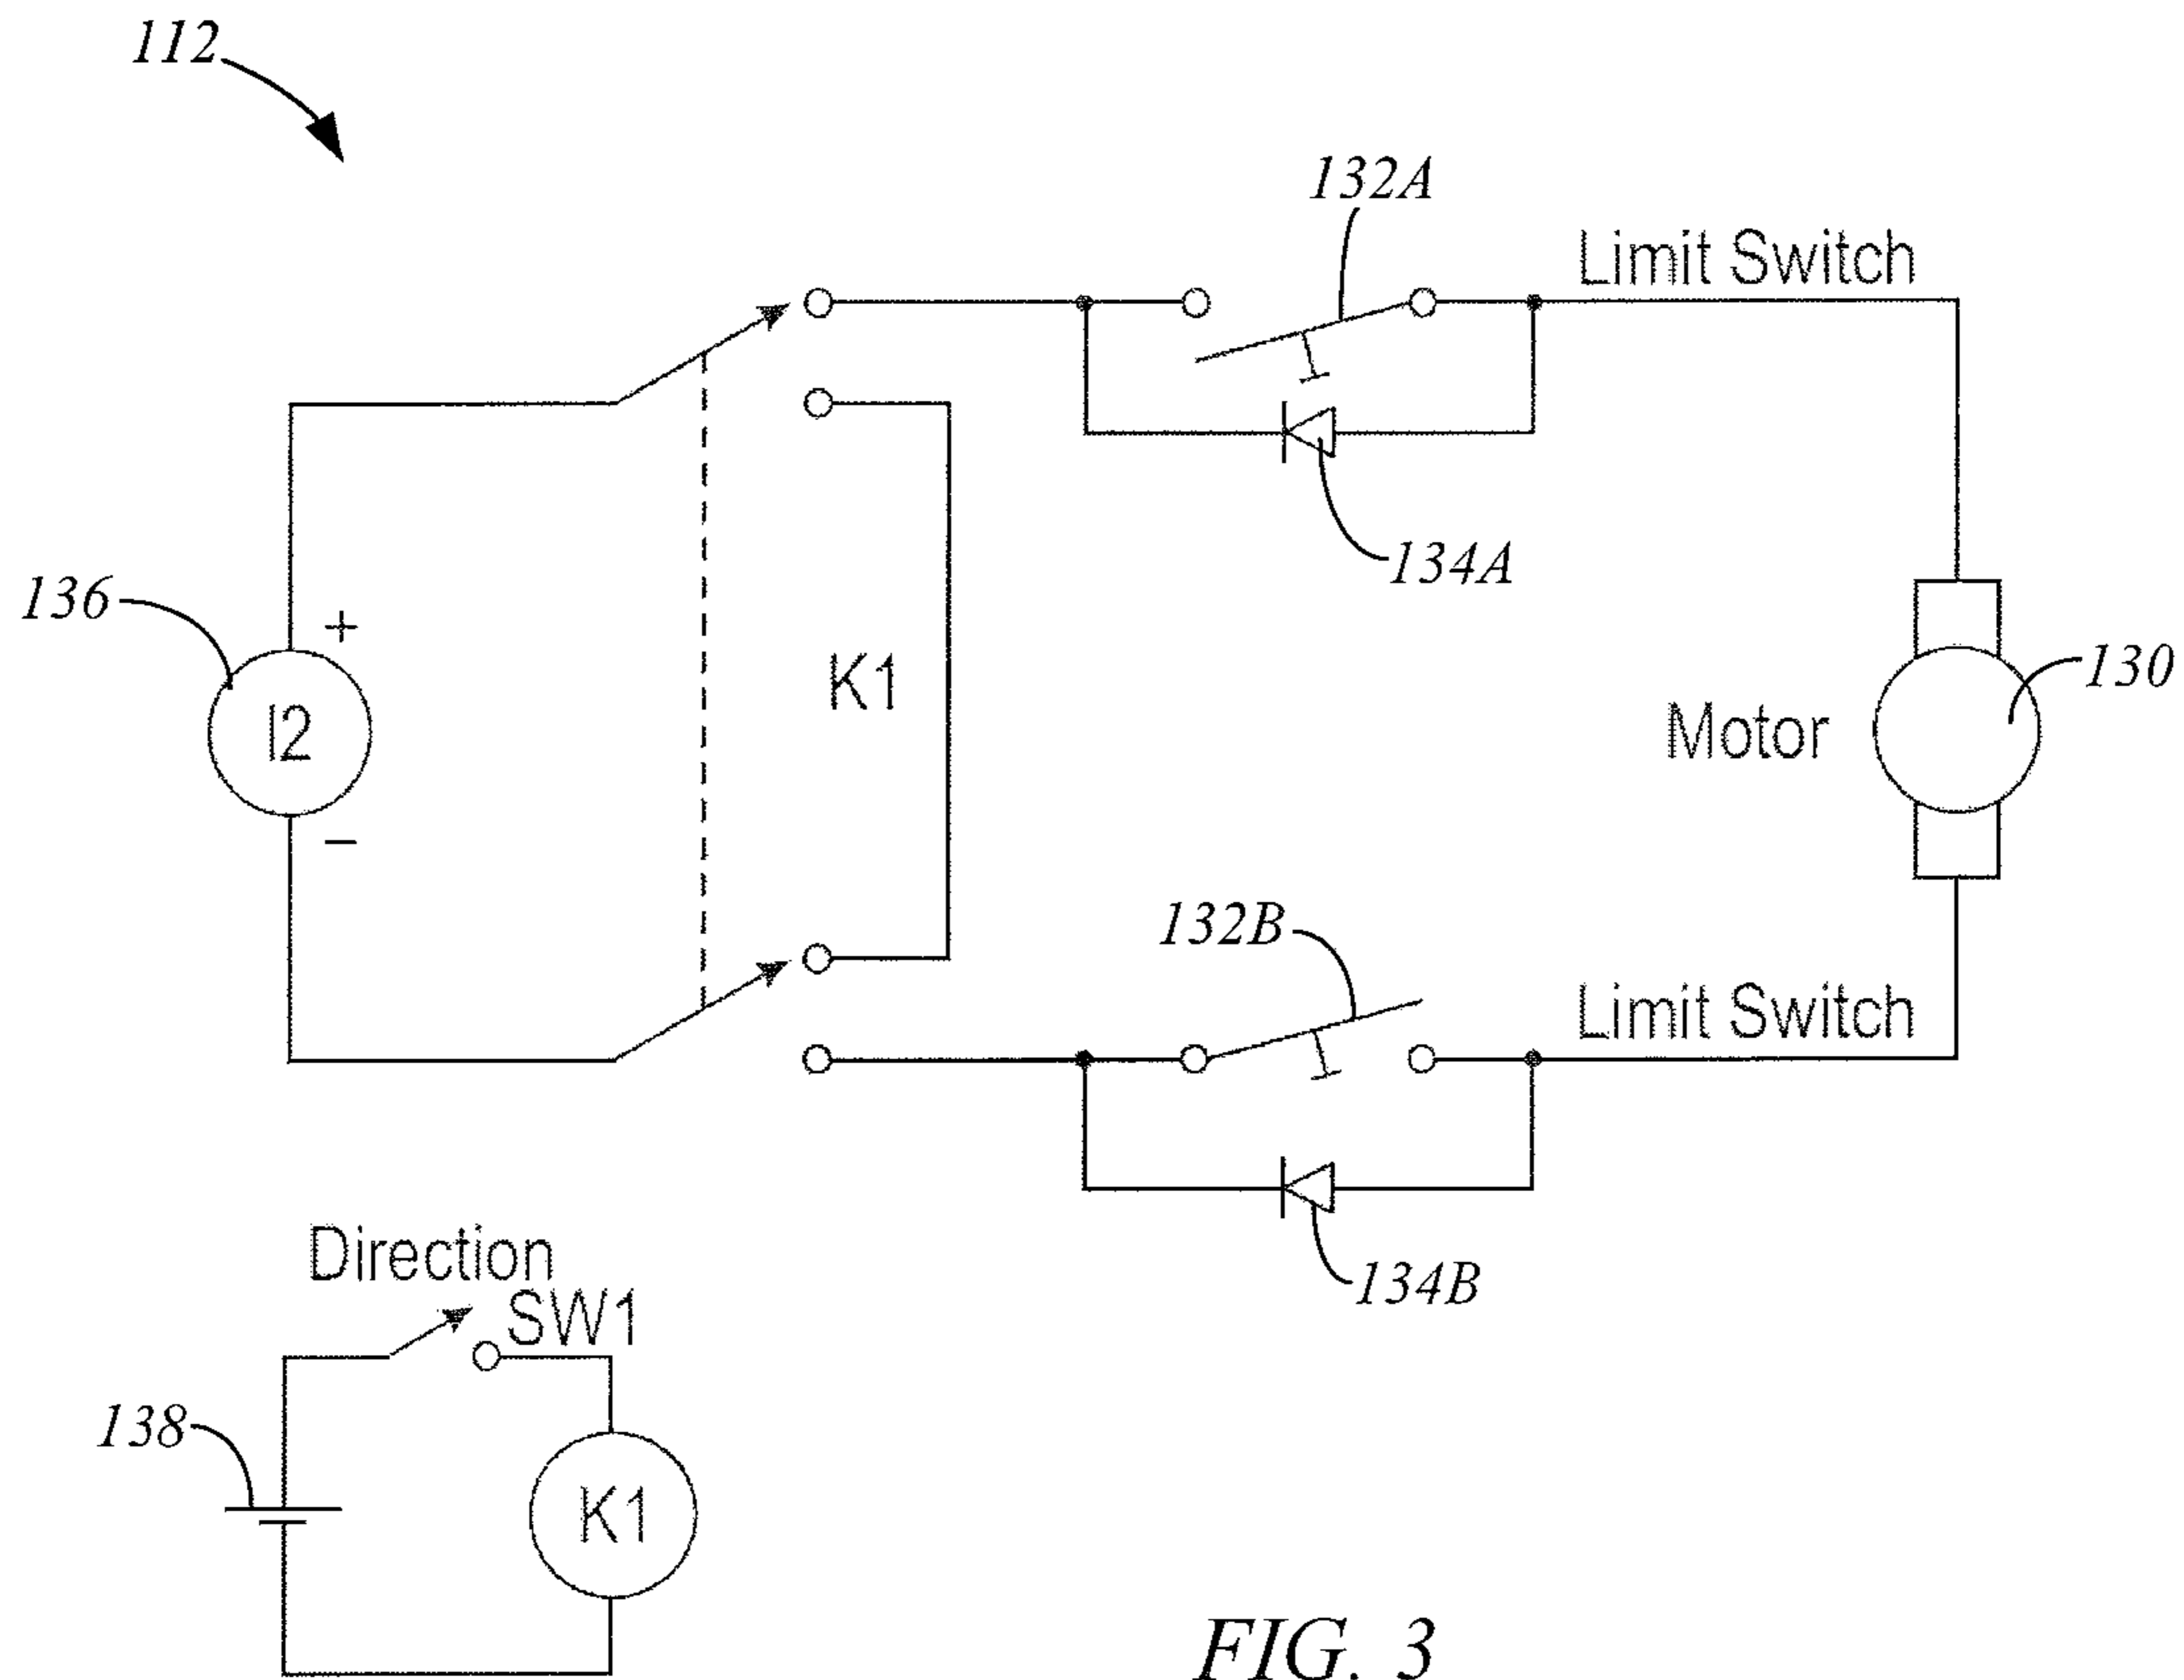 112
132A
Limit Switch
134A
136
+
I2
−
K1
Motor
130
132B
Limit Switch
134B
Direction
SW1
138
K1
FIG. 3